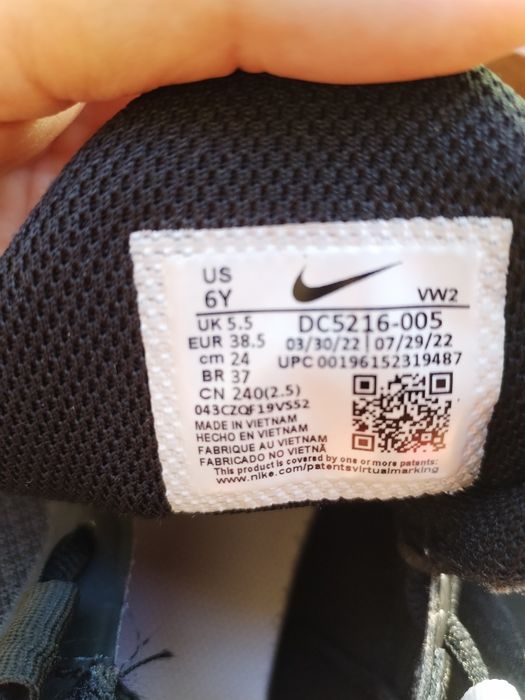 US
6Y
VW2
UK 5.5
DC5216-005
EUR 38.5
03/30/22 | 07/29/22
cm 24
UPC 00196152319487
BR 37
CN 240(2.5)
043CZQF19VS52
MADE IN VIETNAM
HECHO EN VIETNAM
FABRIQUE AU VIETNAM
FABRICADO NO VIETNÃ
This product is covered by one or more patents:
www.nike.com/patentsvirtualmarking